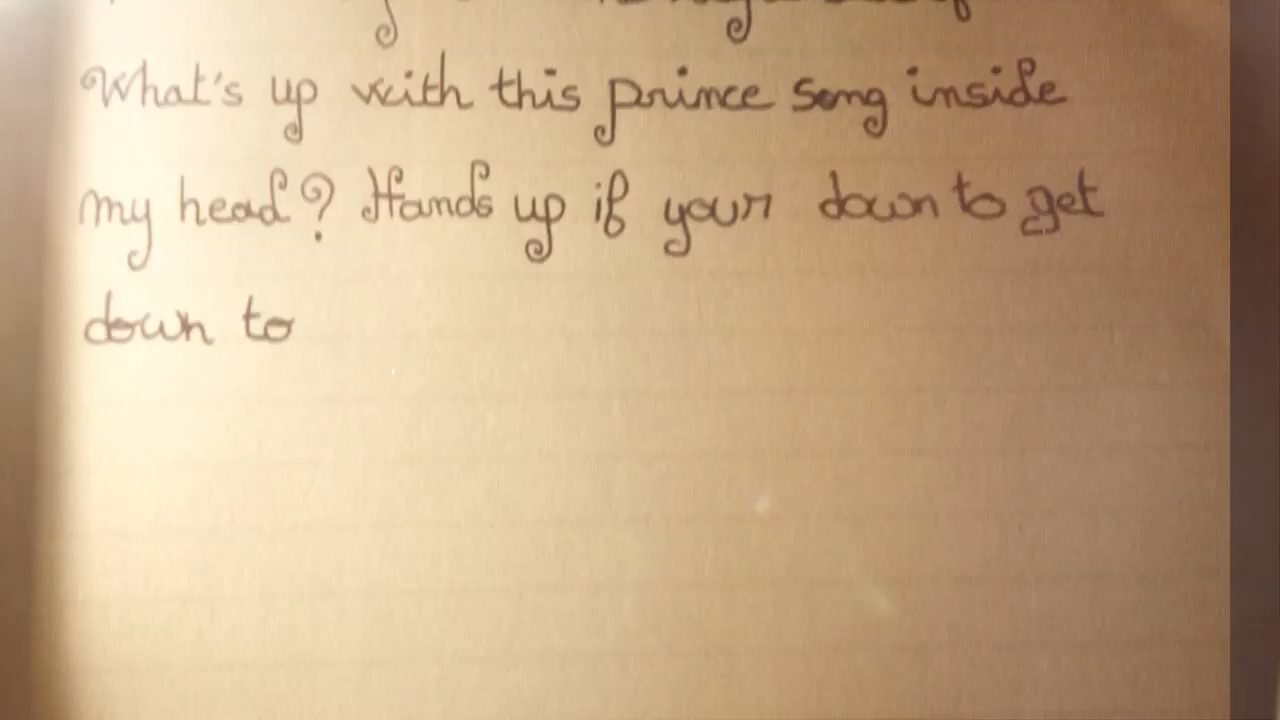 What's up with this prince song inside
my head? Hands up if your down to get
down to